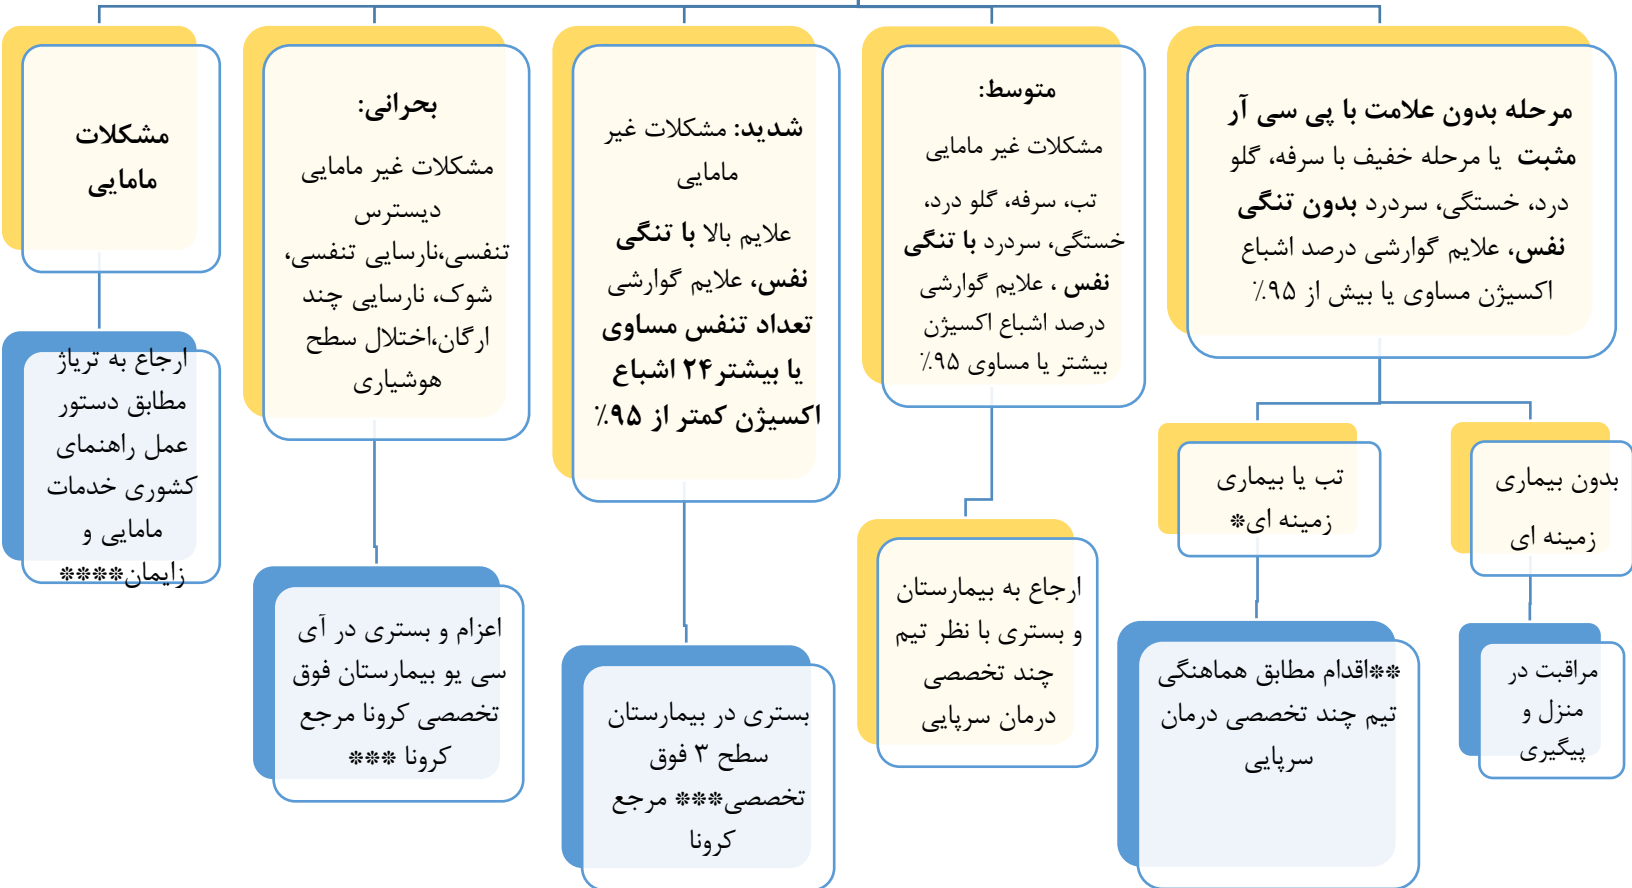 مرحله بدون علامت با پی سی آر
مثبت یا مرحله خفیف با سرفه، گلو
درد، خستگی، سردرد بدون تنگی
نفس، علایم گوارشی درصد اشباع
اکسیژن مساوی یا بیش از ۹۵٪
متوسط:
مشکلات غیر مامایی
تب، سرفه، گلو درد،
خستگی، سردرد با تنگی
نفس ، علایم گوارشی
درصد اشباع اکسیژن
بیشتر یا مساوی ۹۵٪
شدید: مشکلات غیر
مامایی
علایم بالا با تنگی
نفس، علایم گوارشی
تعداد تنفس مساوی
یا بیشتر۲۴ اشباع
اکسیژن کمتر از ۹۵٪
بحرانی:
مشکلات غیر مامایی
دیسترس
تنفسی،نارسایی تنفسی،
شوک، نارسایی چند
ارگان،اختلال سطح
هوشیاری
مشکلات
مامایی
بدون بیماری
زمینه ای
تب یا بیماری
زمینه ای*
مراقبت در
منزل و
پیگیری
**اقدام مطابق هماهنگی
تیم چند تخصصی درمان
سرپایی
ارجاع به بیمارستان
و بستری با نظر تیم
چند تخصصی
درمان سرپایی
بستری در بیمارستان
سطح ۳ فوق
تخصصی*** مرجع
کرونا
اعزام و بستری در آی
سی یو بیمارستان فوق
تخصصی کرونا مرجع
کرونا ***
ارجاع به تریاژ
مطابق دستور
عمل راهنمای
کشوری خدمات
مامایی و
زایمان****